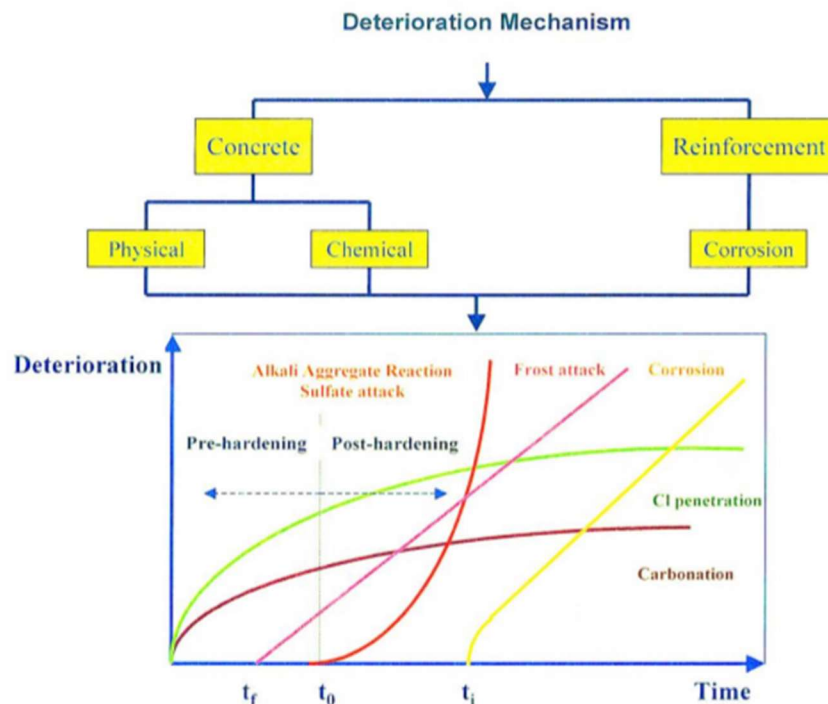 Deterioration Mechanism
Concrete
Reinforcement
Physical
Chemical
Corrosion
Deterioration
Alkali Aggregate Reaction
Sulfate attack
Frost attack
Corrosion
Pre-hardening
Post-hardening
Cl penetration
Carbonation
tf
t0
ti
Time